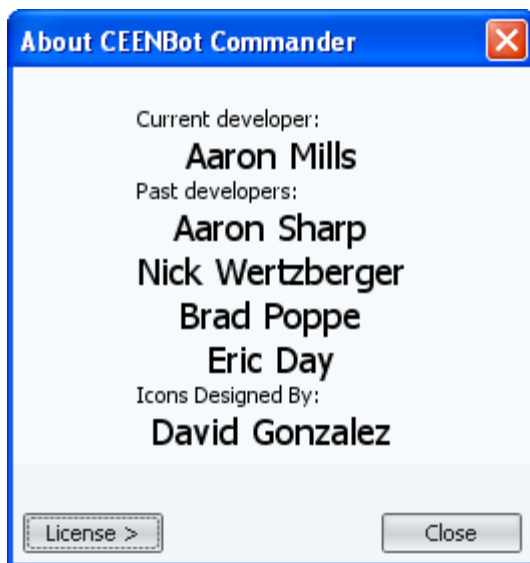 About CEENBot Commander
Current developer:
Aaron Mills
Past developers:
Aaron Sharp
Nick Wertzberger
Brad Poppe
Eric Day
Icons Designed By:
David Gonzalez
License >
Close